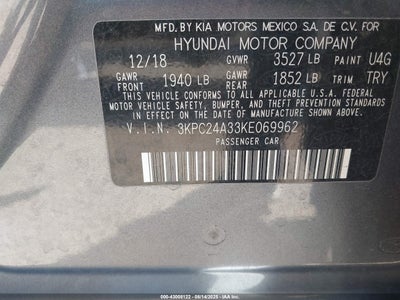 MFD. BY KIA MOTORS MEXICO S.A. DE C.V. FOR
HYUNDAI MOTOR COMPANY
12/18 GVWR 3527 LB PAINT U4G
GAWR FRONT 1940 LB GAWR REAR 1852 LB TRIM TRY
THIS VEHICLE CONFORMS TO ALL APPLICABLE U.S. FEDERAL
MOTOR VEHICLE SAFETY, BUMPER, AND THEFT PREVENTION STANDARDS
IN EFFECT ON THE DATE OF MANUFACTURE SHOWN ABOVE.
V.I.N. 3KPC24A33KE069962
PASSENGER CAR
000-43008122 - 08/14/2025 - IAA Inc.